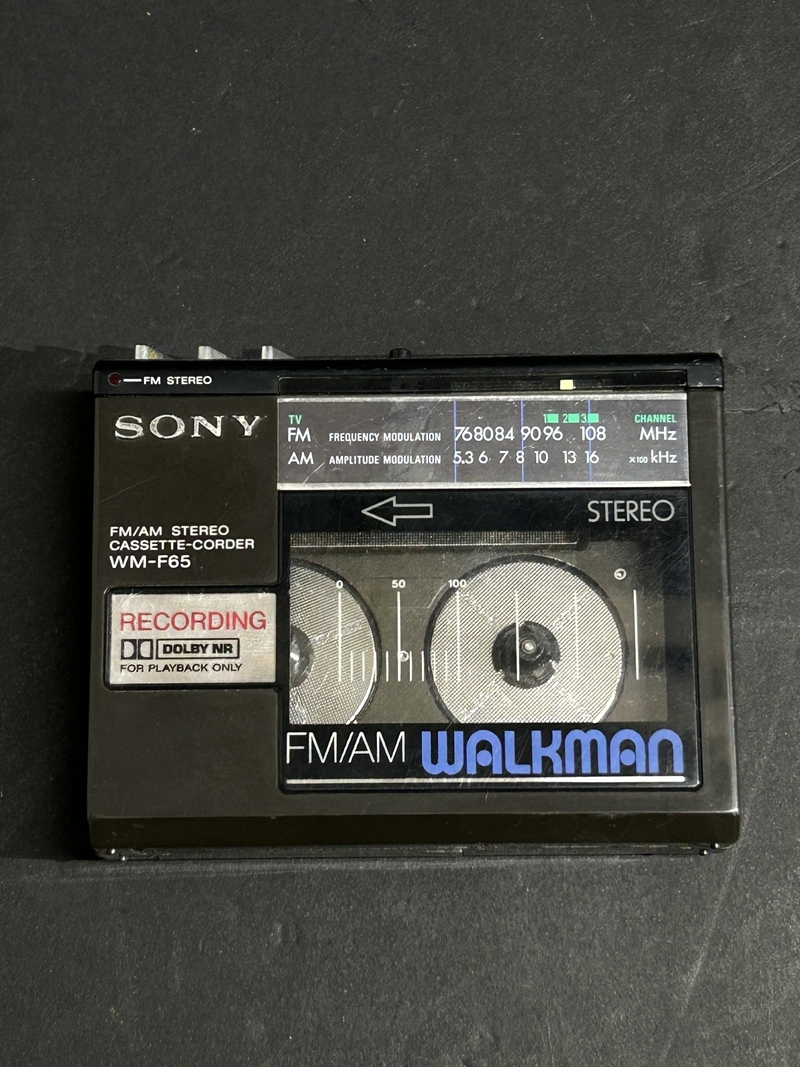 FM STEREO
SONY
TV 1 2 3 CHANNEL
FM FREQUENCY MODULATION 76 80 84 90 96 108 MHz
AM AMPLITUDE MODULATION 5.3 6 7 8 10 13 16 ×100 kHz
STEREO
FM/AM STEREO
CASSETTE-CORDER
WM-F65
0 50 100
RECORDING
DOLBY NR
FOR PLAYBACK ONLY
FM/AM WALKMAN